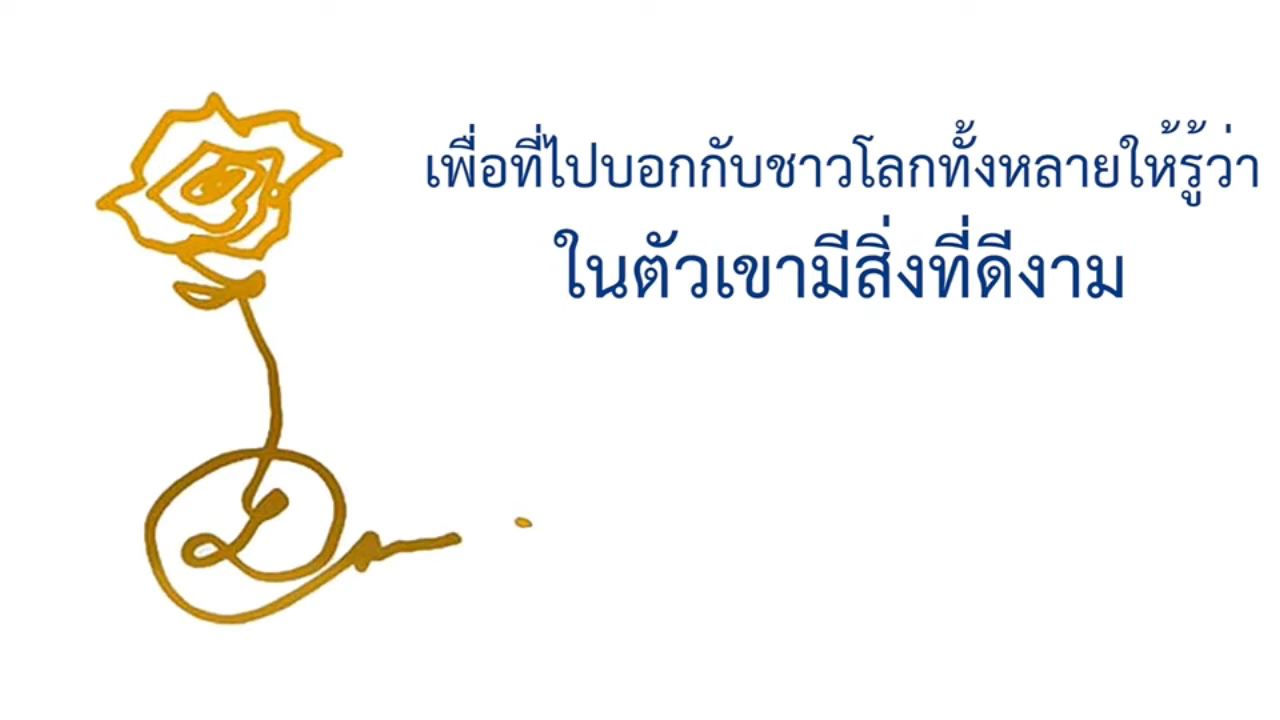 เพื่อที่ไปบอกกับชาวโลกทั้งหลายให้รู้ว่า
ในตัวเขามีสิ่งที่ดีงาม